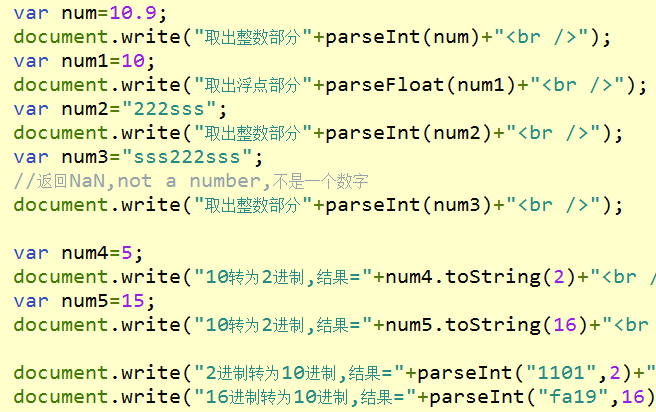 var num=10.9;
document.write("取出整数部分"+parseInt(num)+"<br />");
var num1=10;
document.write("取出浮点部分"+parseFloat(num1)+"<br />");
var num2="222sss";
document.write("取出整数部分"+parseInt(num2)+"<br />");
var num3="sss222sss";
//返回NaN,not a number,不是一个数字
document.write("取出整数部分"+parseInt(num3)+"<br />");
var num4=5;
document.write("10转为2进制,结果="+num4.toString(2)+"<br /
var num5=15;
document.write("10转为2进制,结果="+num5.toString(16)+"<br
document.write("2进制转为10进制,结果="+parseInt("1101",2)+"
document.write("16进制转为10进制,结果="+parseInt("fa19",16)